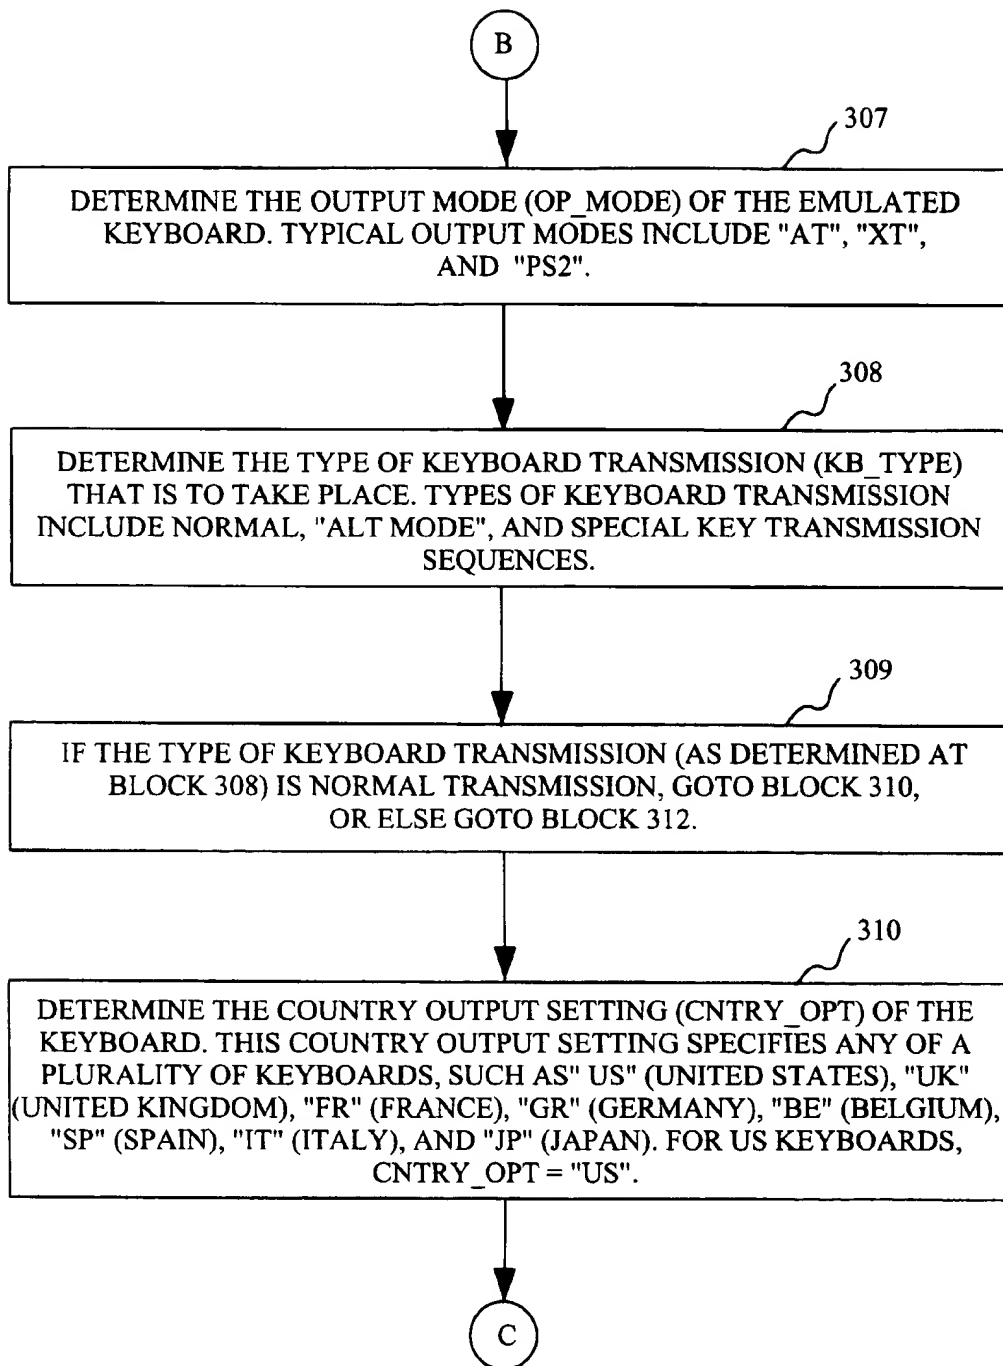 B
307
DETERMINE THE OUTPUT MODE (OP_MODE) OF THE EMULATED
KEYBOARD. TYPICAL OUTPUT MODES INCLUDE "AT", "XT",
AND "PS2".
308
DETERMINE THE TYPE OF KEYBOARD TRANSMISSION (KB_TYPE)
THAT IS TO TAKE PLACE. TYPES OF KEYBOARD TRANSMISSION
INCLUDE NORMAL, "ALT MODE", AND SPECIAL KEY TRANSMISSION
SEQUENCES.
309
IF THE TYPE OF KEYBOARD TRANSMISSION (AS DETERMINED AT
BLOCK 308) IS NORMAL TRANSMISSION, GOTO BLOCK 310,
OR ELSE GOTO BLOCK 312.
310
DETERMINE THE COUNTRY OUTPUT SETTING (CNTRY_OPT) OF THE
KEYBOARD. THIS COUNTRY OUTPUT SETTING SPECIFIES ANY OF A
PLURALITY OF KEYBOARDS, SUCH AS" US" (UNITED STATES), "UK"
(UNITED KINGDOM), "FR" (FRANCE), "GR" (GERMANY), "BE" (BELGIUM),
"SP" (SPAIN), "IT" (ITALY), AND "JP" (JAPAN). FOR US KEYBOARDS,
CNTRY_OPT = "US".
C